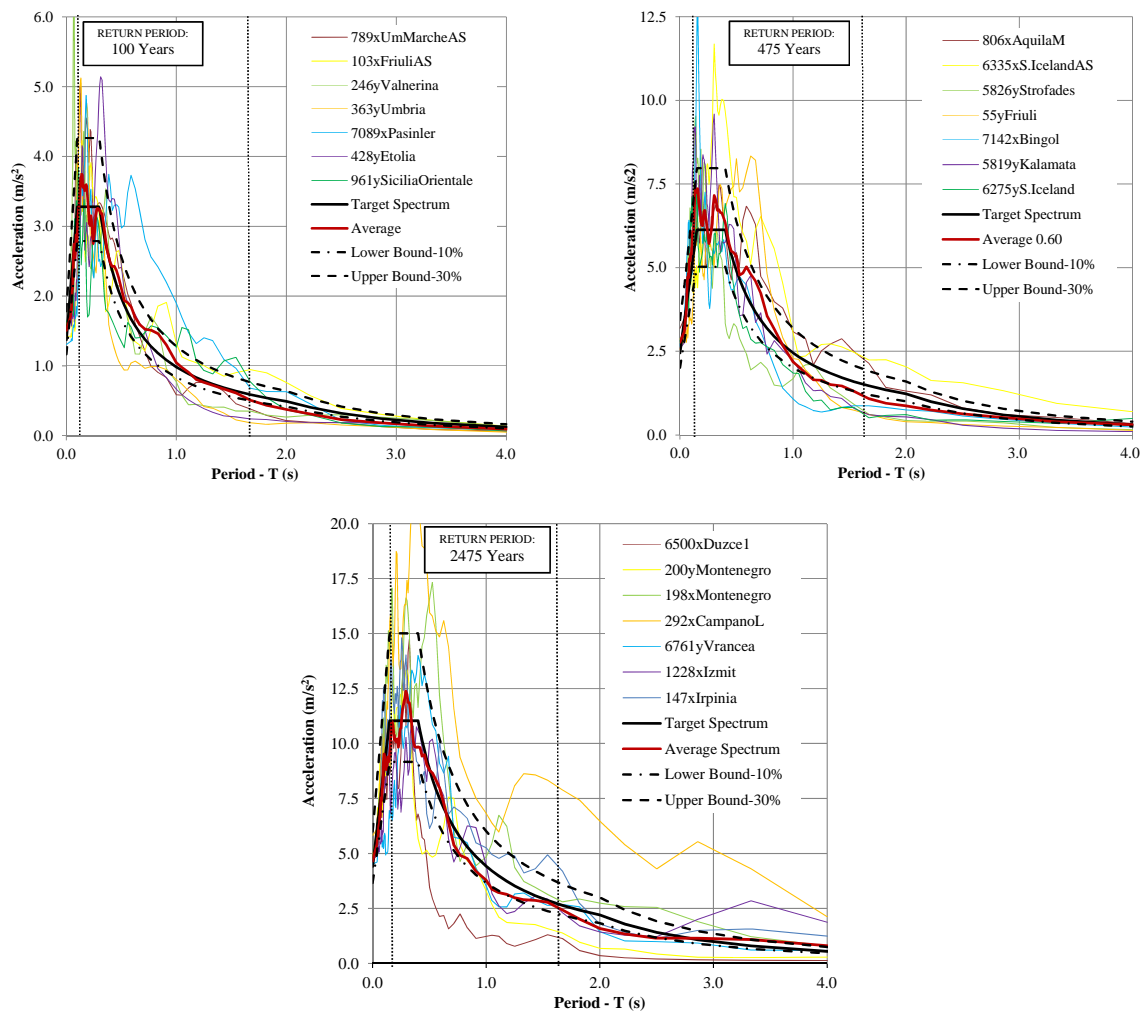 RETURN PERIOD:
100 Years
789xUmMarcheAS
103xFriuliAS
246yValnerina
363yUmbria
7089xPasinler
428yEtolia
961ySiciliaOrientale
Target Spectrum
Average
Lower Bound-10%
Upper Bound-30%
Acceleration (m/s²)
6.0
5.0
4.0
3.0
2.0
1.0
0.0
0.0 1.0 2.0 3.0 4.0
Period - T (s)
RETURN PERIOD:
475 Years
806xAquilaM
6335xS.IcelandAS
5826yStrofades
55yFriuli
7142xBingol
5819yKalamata
6275yS.Iceland
Target Spectrum
Average 0.60
Lower Bound-10%
Upper Bound-30%
Acceleration (m/s2)
12.5
10.0
7.5
5.0
2.5
0.0
0.0 1.0 2.0 3.0 4.0
Period - T (s)
RETURN PERIOD:
2475 Years
6500xDuzce1
200yMontenegro
198xMontenegro
292xCampanoL
6761yVrancea
1228xIzmit
147xIrpinia
Target Spectrum
Average Spectrum
Lower Bound-10%
Upper Bound-30%
Acceleration (m/s²)
20.0
17.5
15.0
12.5
10.0
7.5
5.0
2.5
0.0
0.0 1.0 2.0 3.0 4.0
Period - T (s)